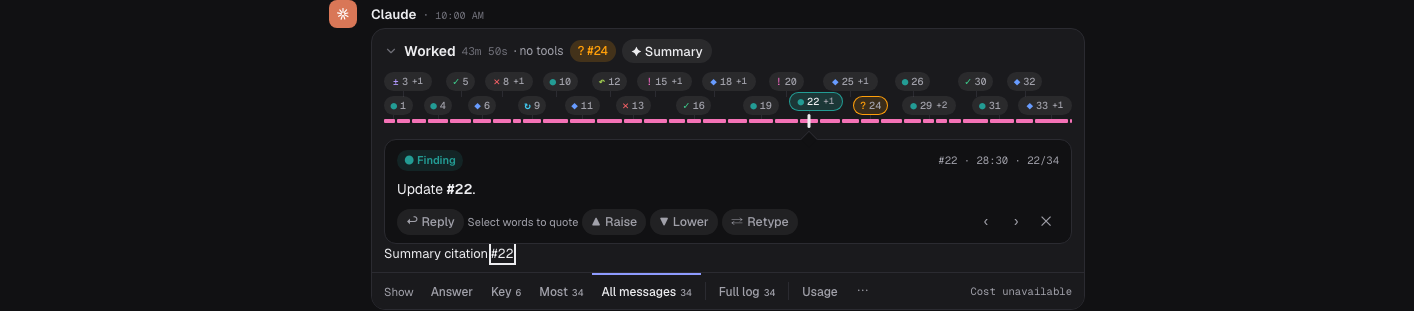 Claude · 10:00 AM
Worked 43m 50s · no tools ? #24 ✦ Summary
± 3 +1 ✓ 5 × 8 +1 ● 10 ↶ 12 ! 15 +1 ◆ 18 +1 ! 20 ◆ 25 +1 ● 26 ✓ 30 ◆ 32
● 1 ● 4 ◆ 6 ↻ 9 ◆ 11 × 13 ✓ 16 ● 19 ● 22 +1 ? 24 ● 29 +2 ● 31 ◆ 33 +1
● Finding #22 · 28:30 · 22/34
Update #22.
↩ Reply Select words to quote ▲ Raise ▼ Lower ⇄ Retype ‹ › ×
Summary citation #22
Show Answer Key 6 Most 34 All messages 34 Full log 34 Usage ··· Cost unavailable